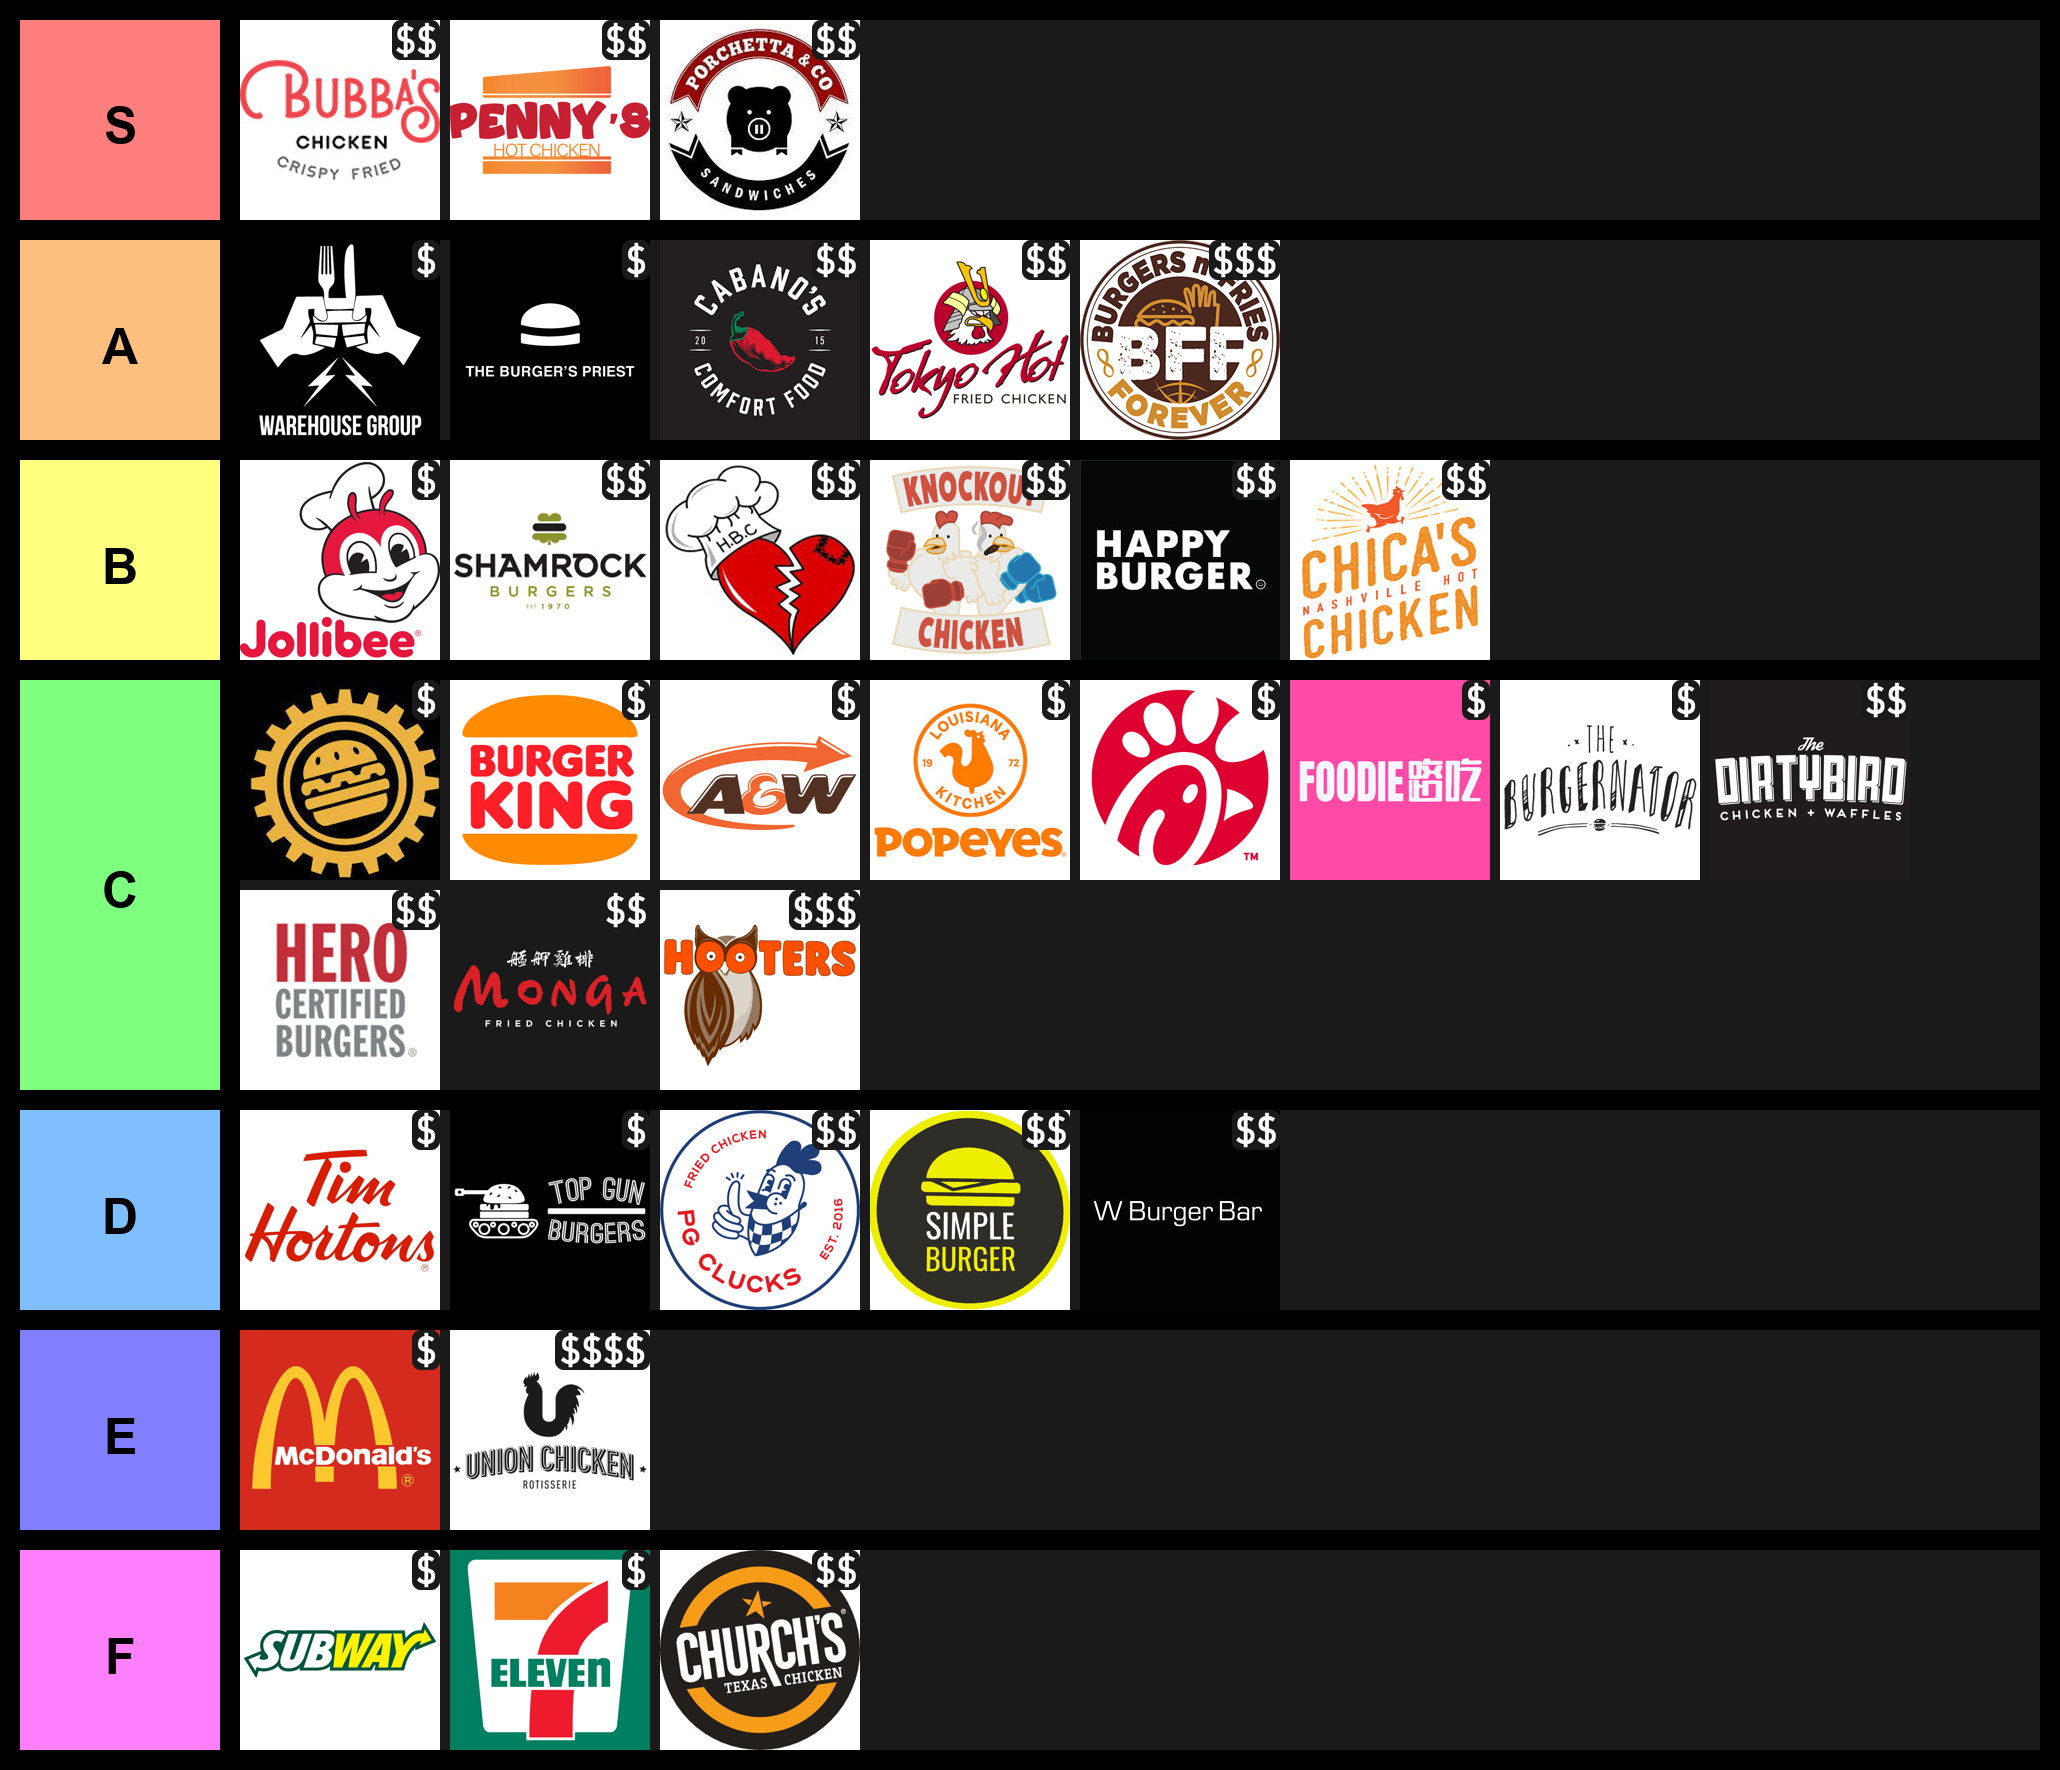 S
$$
BUBBA'S
CHICKEN
CRISPY FRIED
$$
PENNY'S
HOT CHICKEN
$$
PORCHETTA & CO
SANDWICHES
A
$
WAREHOUSE GROUP
$
THE BURGER'S PRIEST
$$
CABANO'S
20 15
COMFORT FOOD
$$
Tokyo Hot
FRIED CHICKEN
$$$
BURGERS n FRIES
BFF
FOREVER
B
$
Jollibee®
$$
SHAMROCK
BURGERS
EST 1970
$$
H.B.C
$$
KNOCKOUT
CHICKEN
$$
HAPPY
BURGER
$$
CHICA'S
NASHVILLE HOT
CHICKEN
C
$
$
BURGER
KING
$
A&W
$
LOUISIANA
19 72
KITCHEN
POPEYES
$
TM
$
FOODIE
$
THE
BURGERNATOR
$$
The
DIRTYBIRD
CHICKEN + WAFFLES
$$
HERO
CERTIFIED
BURGERS®
$$
艋舺雞排
MONGA
FRIED CHICKEN
$$$
HOOTERS
D
$
Tim
Hortons
®
$
TOP GUN
BURGERS
$$
FRIED CHICKEN
PG CLUCKS
EST. 2016
$$
SIMPLE
BURGER
$$
W Burger Bar
E
$
McDonald's
®
$$$$
UNION CHICKEN
ROTISSERIE
F
$
SUBWAY
$
7
ELEVEn
$$
CHURCH'S®
TEXAS CHICKEN